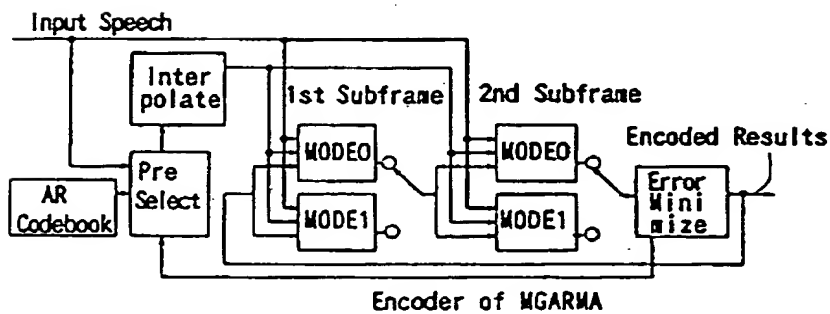 Input Speech
Inter
polate
1st Subframe
2nd Subframe
Encoded Results
MODE0
MODE0
Pre
Select
AR
Codebook
Error
Mini
mize
MODE1
MODE1
Encoder of MGARMA